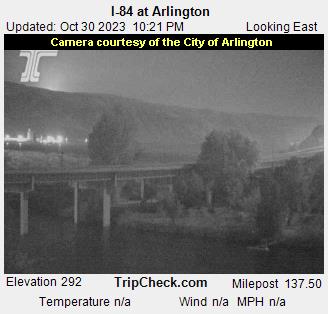 I-84 at Arlington
Updated: Oct 30 2023 10:21 PM Looking East
Camera courtesy of the City of Arlington
Elevation 292 TripCheck.com Milepost 137.50
Temperature n/a Wind n/a MPH n/a